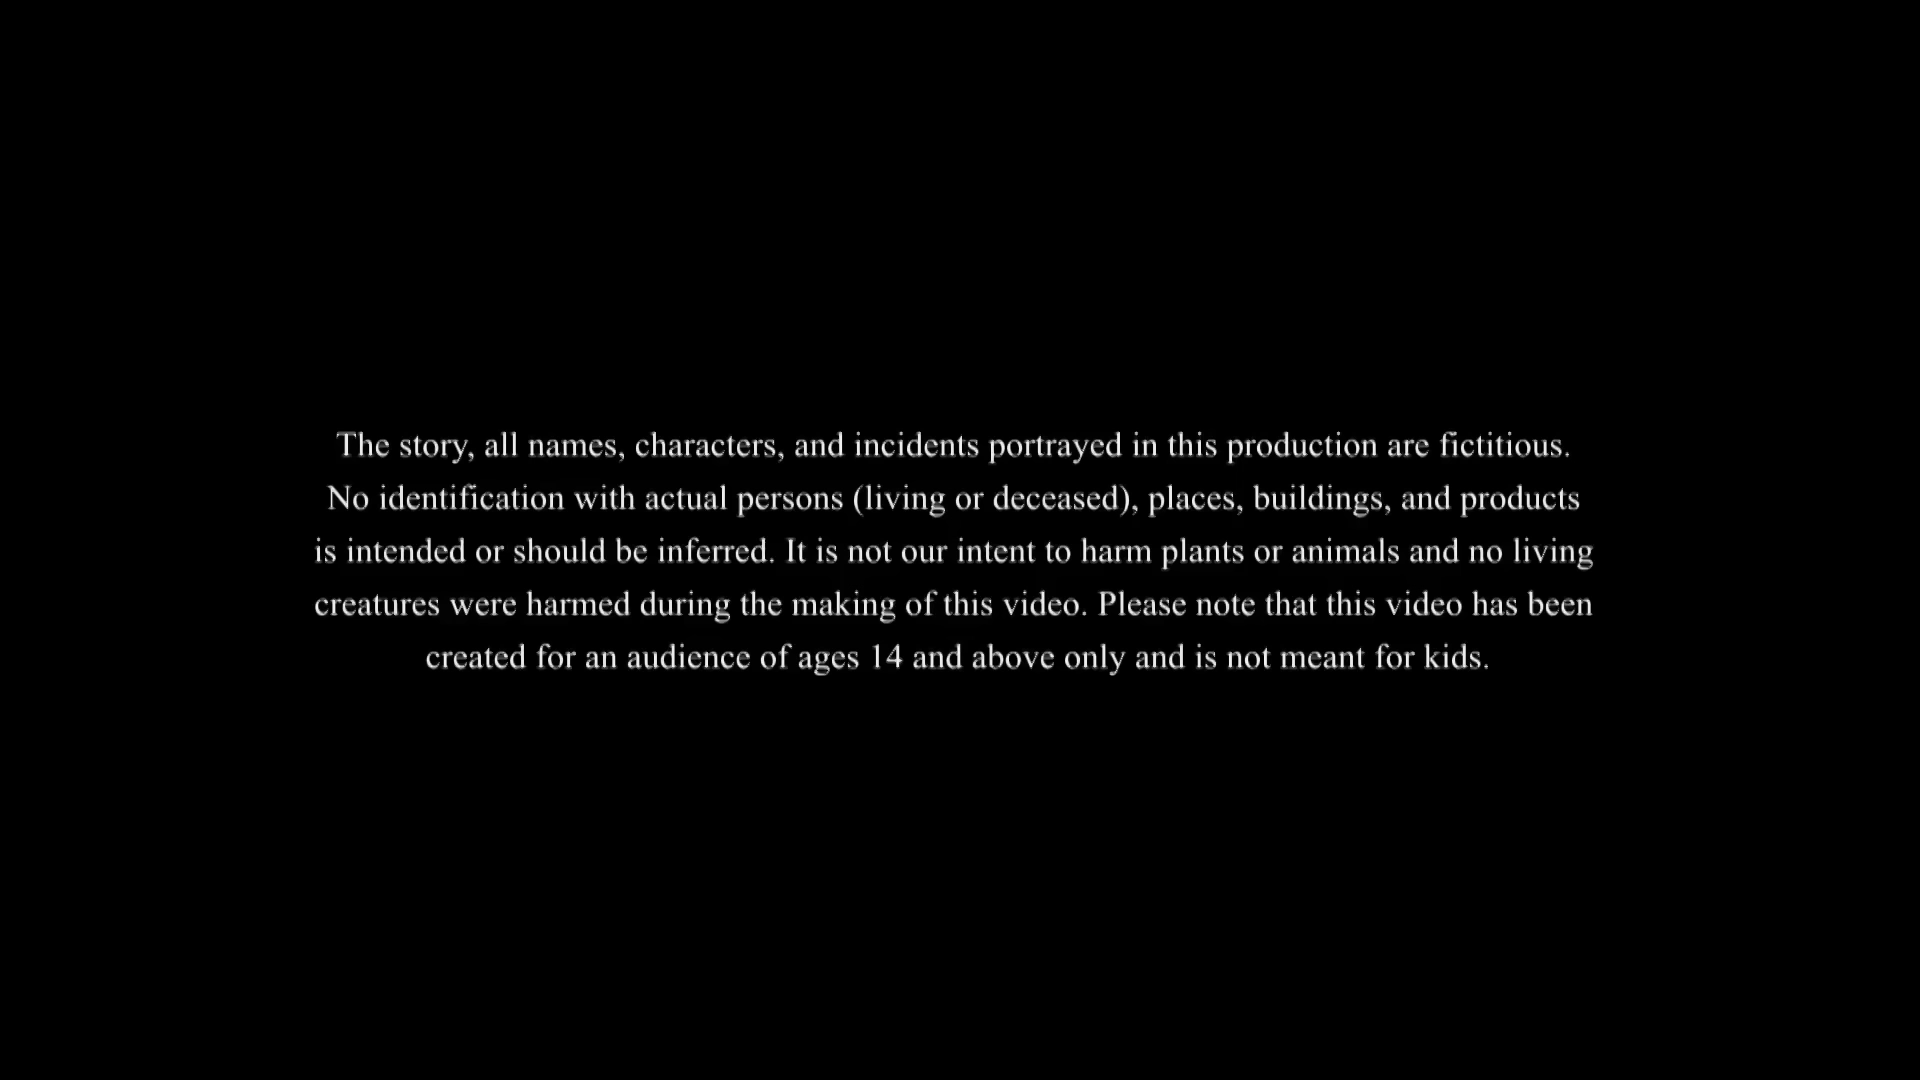 The story, all names, characters, and incidents portrayed in this production are fictitious.
No identification with actual persons (living or deceased), places, buildings, and products
is intended or should be inferred. It is not our intent to harm plants or animals and no living
creatures were harmed during the making of this video. Please note that this video has been
created for an audience of ages 14 and above only and is not meant for kids.